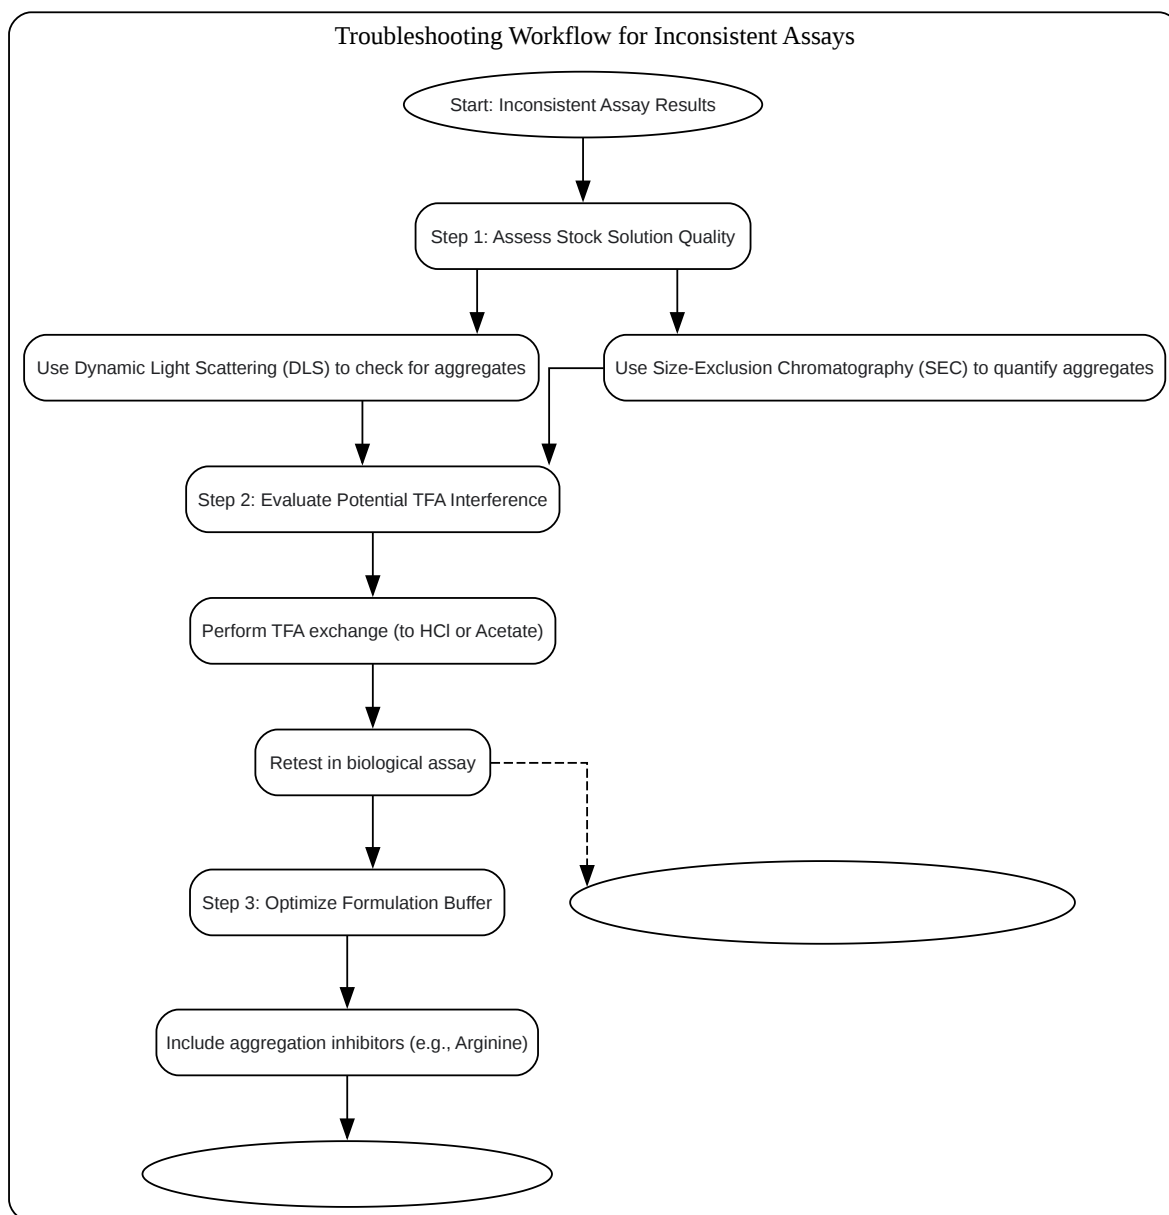 Troubleshooting Workflow for Inconsistent Assays
Start: Inconsistent Assay Results
Step 1: Assess Stock Solution Quality
Use Dynamic Light Scattering (DLS) to check for aggregates
Use Size-Exclusion Chromatography (SEC) to quantify aggregates
Step 2: Evaluate Potential TFA Interference
Perform TFA exchange (to HCl or Acetate)
Retest in biological assay
Step 3: Optimize Formulation Buffer
Include aggregation inhibitors (e.g., Arginine)